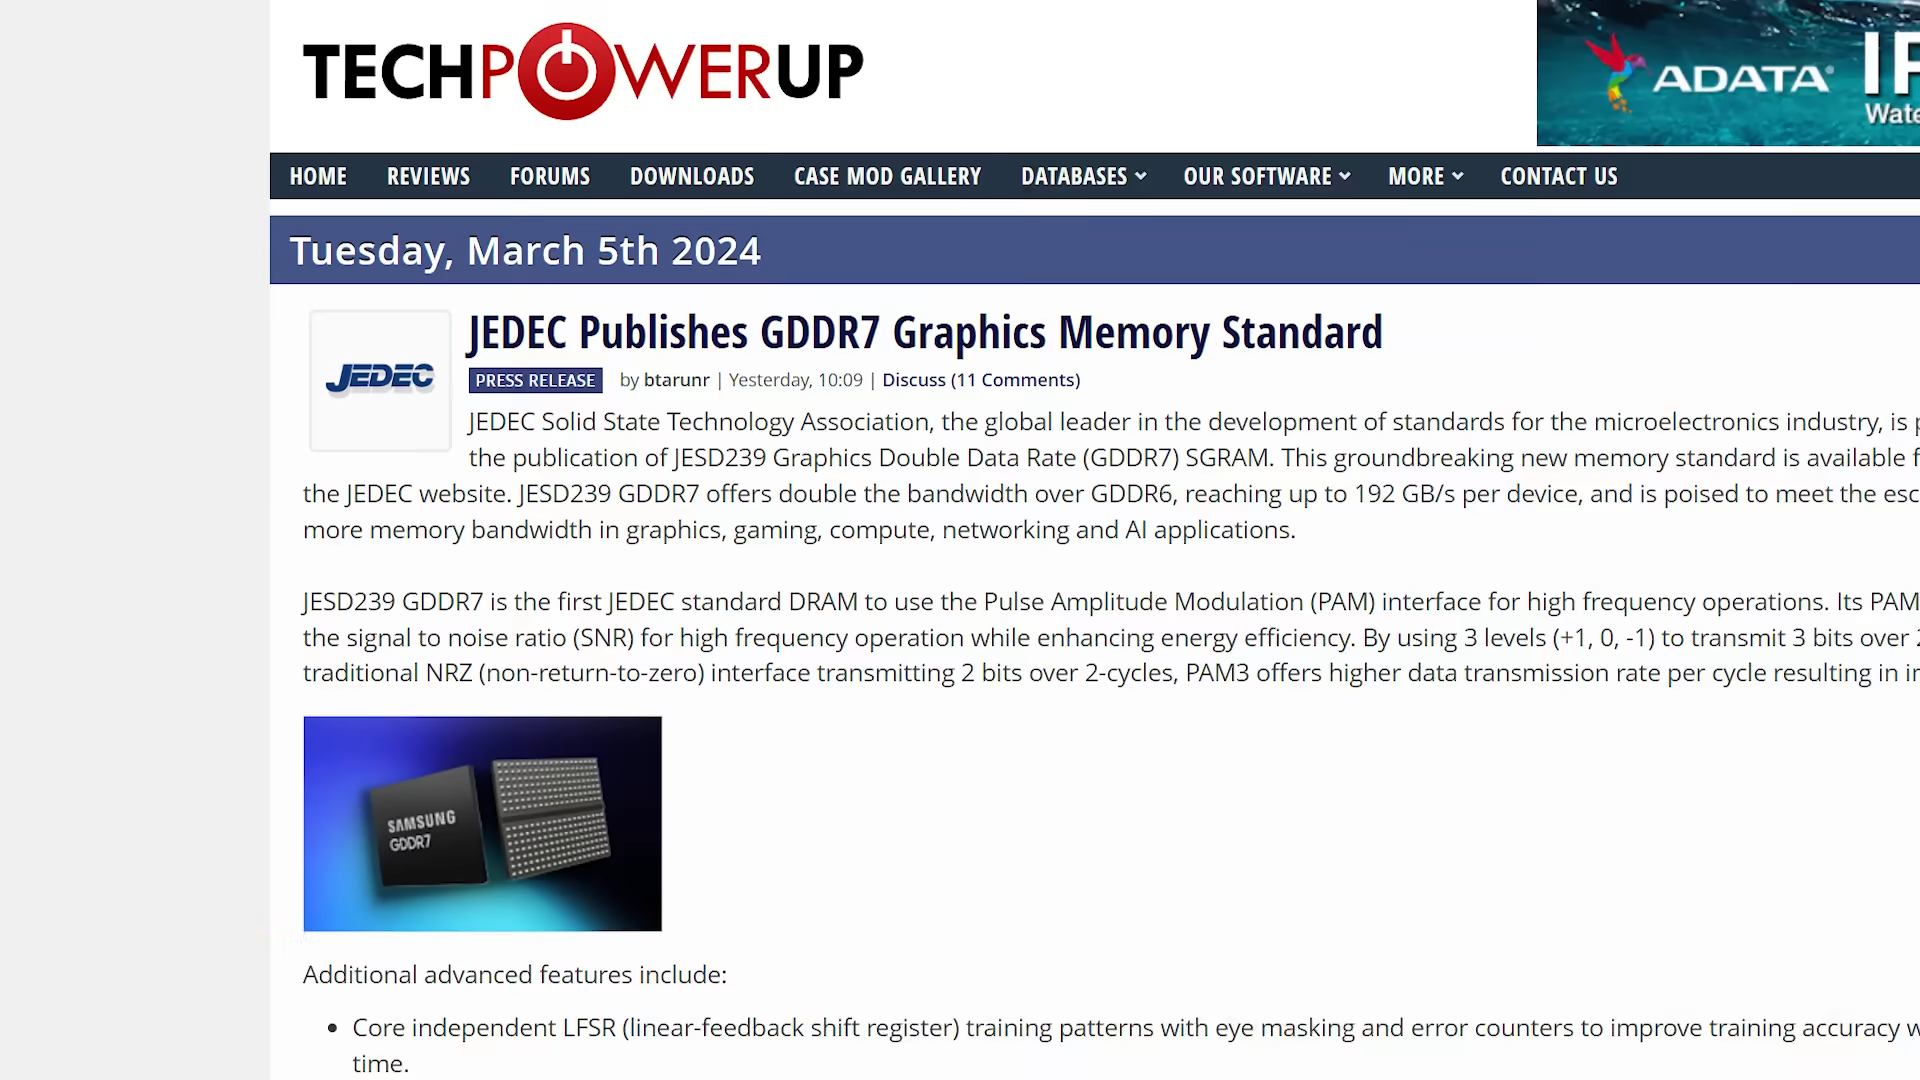 TECHPOWERUP
ADATA
Wate
HOME REVIEWS FORUMS DOWNLOADS CASE MOD GALLERY DATABASES OUR SOFTWARE MORE CONTACT US
Tuesday, March 5th 2024
JEDEC
JEDEC Publishes GDDR7 Graphics Memory Standard
PRESS RELEASE by btarunr | Yesterday, 10:09 | Discuss (11 Comments)
JEDEC Solid State Technology Association, the global leader in the development of standards for the microelectronics industry, is
the publication of JESD239 Graphics Double Data Rate (GDDR7) SGRAM. This groundbreaking new memory standard is available
the JEDEC website. JESD239 GDDR7 offers double the bandwidth over GDDR6, reaching up to 192 GB/s per device, and is poised to meet the esc
more memory bandwidth in graphics, gaming, compute, networking and AI applications.
JESD239 GDDR7 is the first JEDEC standard DRAM to use the Pulse Amplitude Modulation (PAM) interface for high frequency operations. Its PAM
the signal to noise ratio (SNR) for high frequency operation while enhancing energy efficiency. By using 3 levels (+1, 0, -1) to transmit 3 bits over
traditional NRZ (non-return-to-zero) interface transmitting 2 bits over 2-cycles, PAM3 offers higher data transmission rate per cycle resulting in
SAMSUNG
GDDR7
Additional advanced features include:
• Core independent LFSR (linear-feedback shift register) training patterns with eye masking and error counters to improve training accuracy
time.